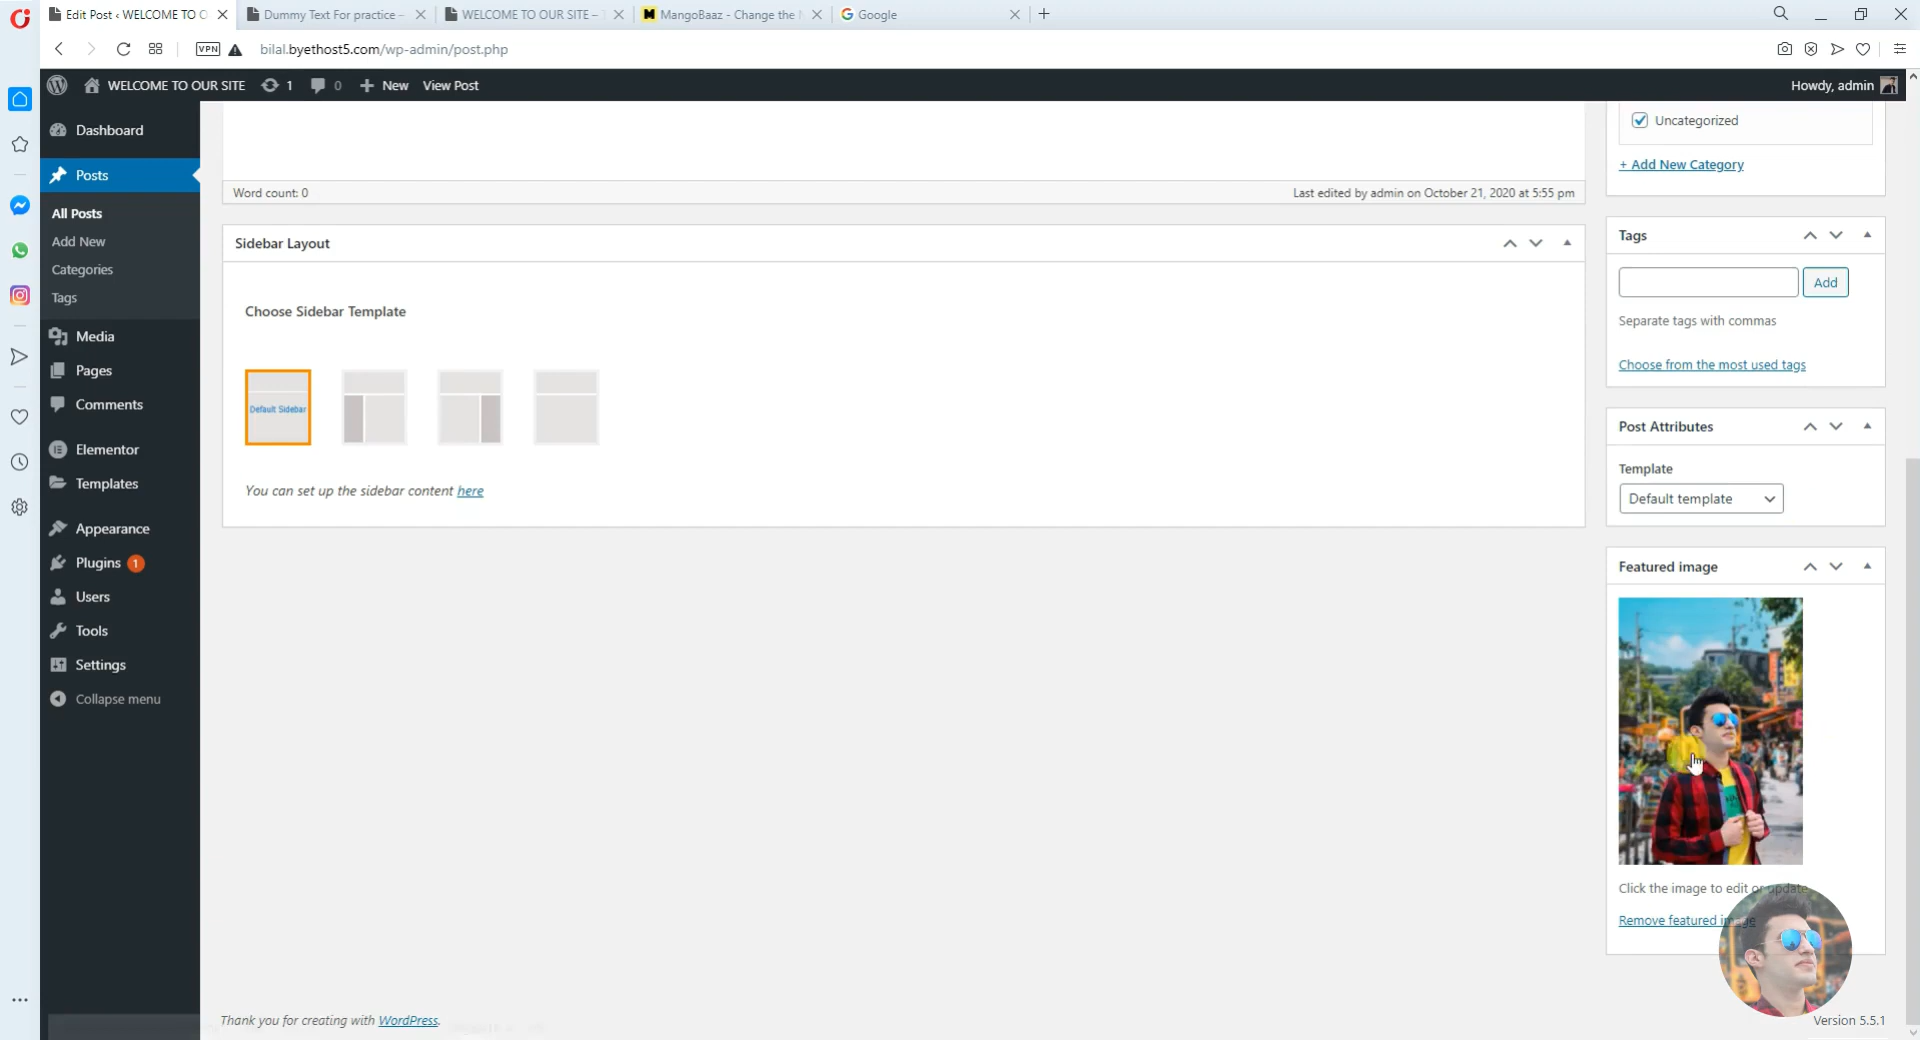 Edit Post ‹ WELCOME TO O
Dummy Text For practice –
WELCOME TO OUR SITE –
MangoBaaz - Change the
Google
VPN
bilal.byethost5.com/wp-admin/post.php
WELCOME TO OUR SITE
1
0
New
View Post
Howdy, admin
Dashboard
Posts
All Posts
Add New
Categories
Tags
Media
Pages
Comments
Elementor
Templates
Appearance
Plugins 1
Users
Tools
Settings
Collapse menu
Word count: 0
Last edited by admin on October 21, 2020 at 5:55 pm
Sidebar Layout
Choose Sidebar Template
Default Sidebar
You can set up the sidebar content here
Uncategorized
+ Add New Category
Tags
Add
Separate tags with commas
Choose from the most used tags
Post Attributes
Template
Default template
Featured image
Click the image to edit or update
Remove featured image
Thank you for creating with WordPress.
Version 5.5.1